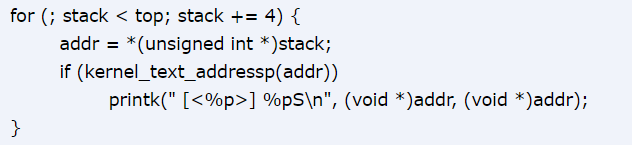 for (; stack < top; stack += 4) {
addr = *(unsigned int *)stack;
if (kernel_text_addressp(addr))
printk(" [<%p>] %pS\n", (void *)addr, (void *)addr);
}